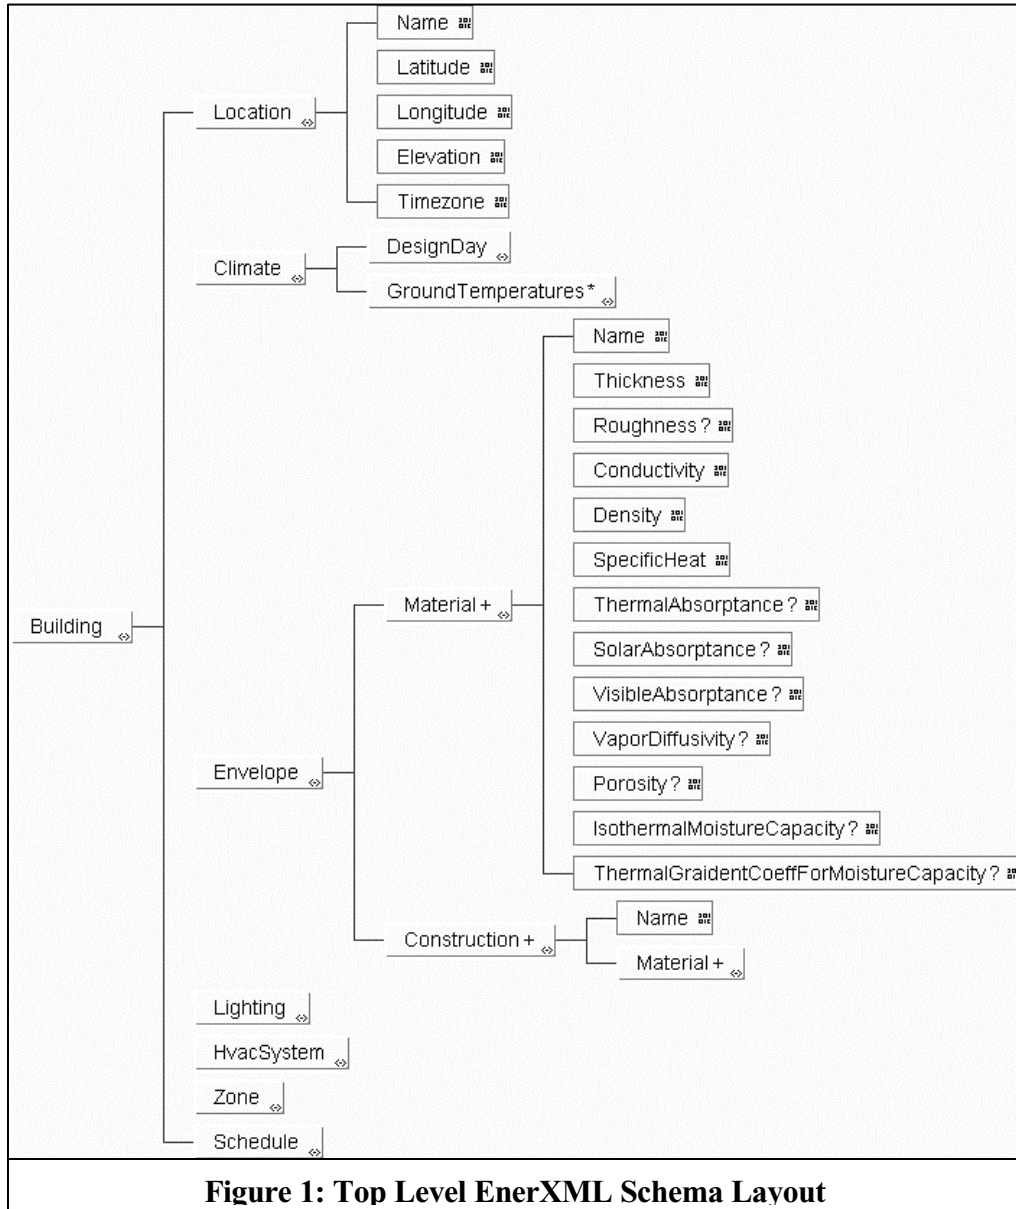 Name
Latitude
Location
Longitude
Elevation
Timezone
DesignDay
Climate
GroundTemperatures*
Name
Thickness
Roughness?
Conductivity
Density
SpecificHeat
Material+
ThermalAbsorptance?
Building
SolarAbsorptance?
VisibleAbsorptance?
VaporDiffusivity?
Envelope
Porosity?
IsothermalMoistureCapacity?
ThermalGraidentCoeffForMoistureCapacity?
Name
Construction+
Material+
Lighting
HvacSystem
Zone
Schedule
Figure 1: Top Level EnerXML Schema Layout